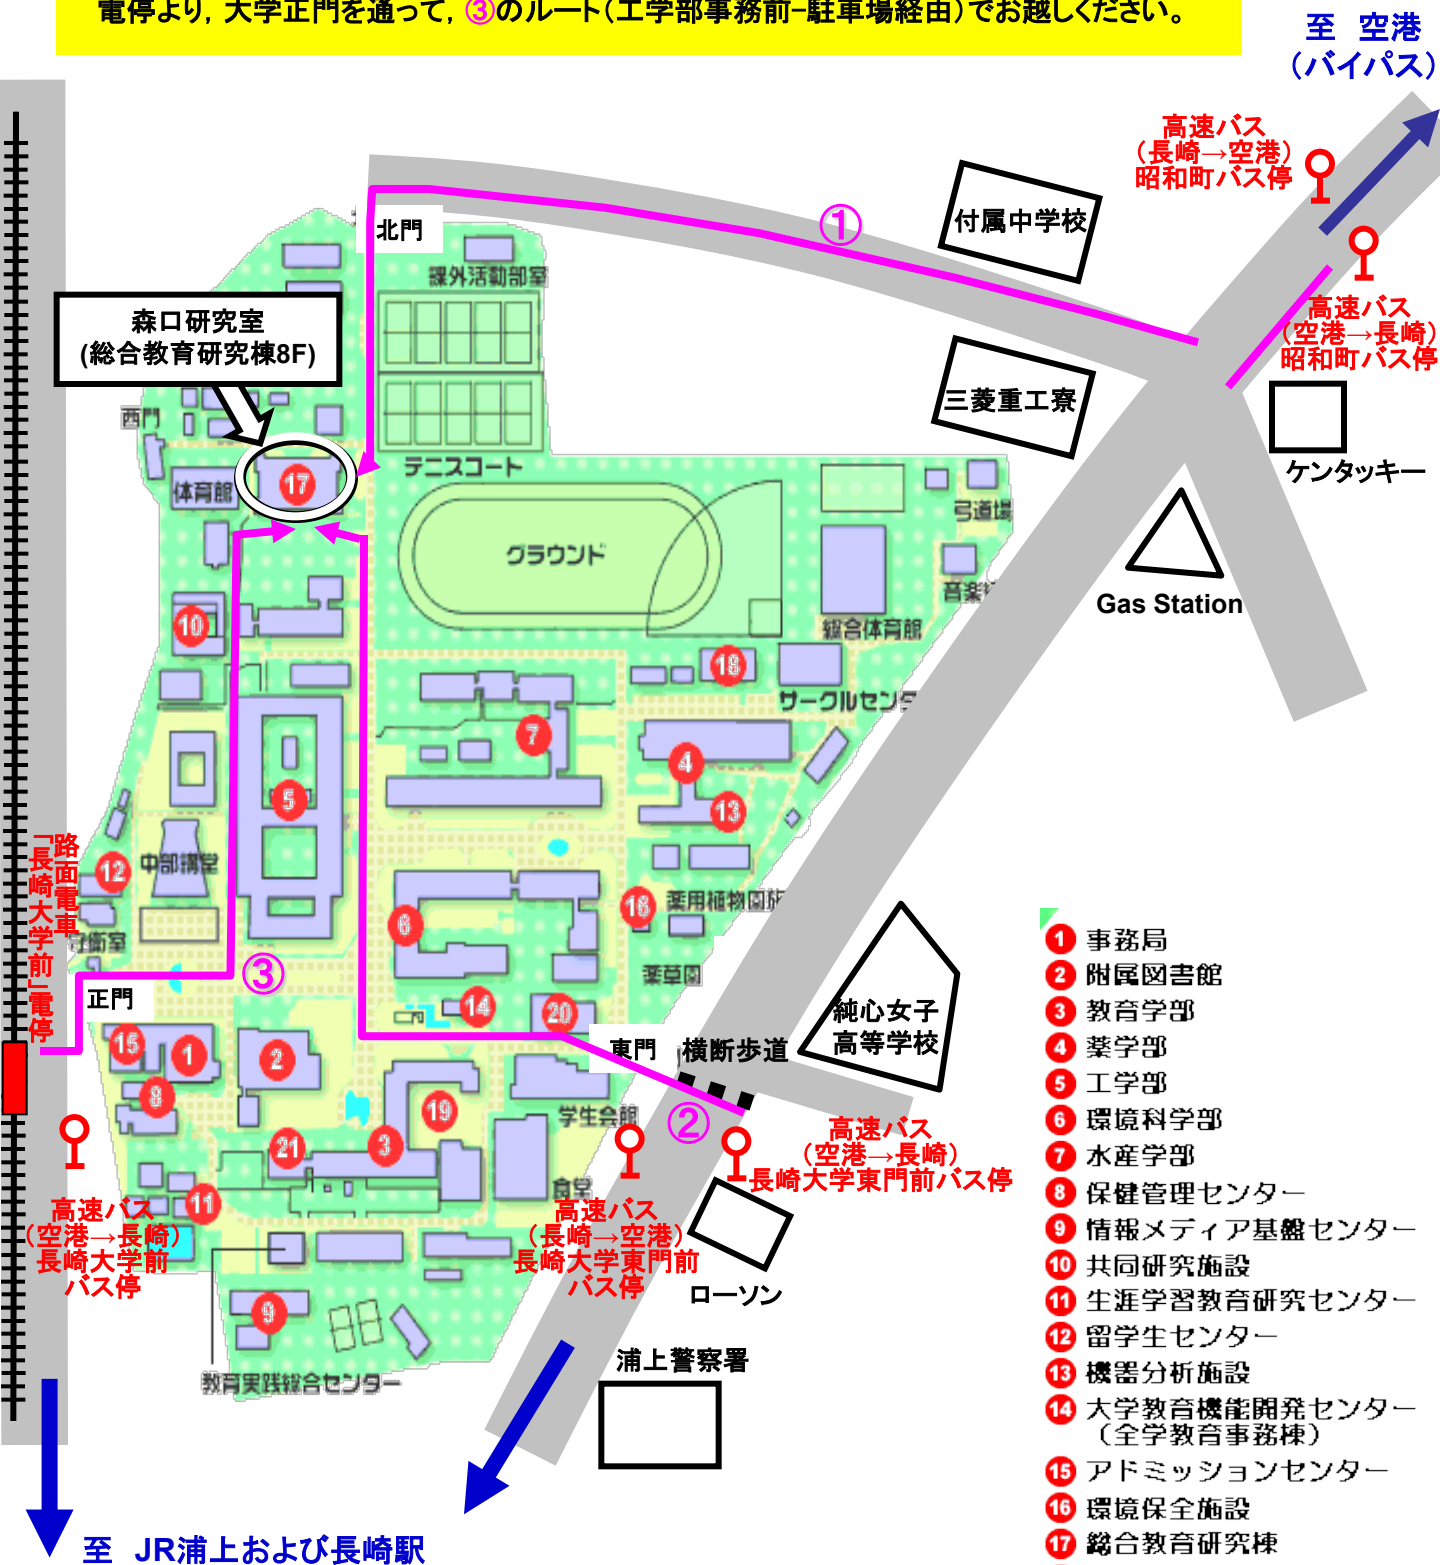 電停より，大学正門を通って，③のルート（工学部事務前−駐車場経由）でお越しください。
至　空港
（バイパス）
高速バス
（長崎→空港）
昭和町バス停
付属中学校
①
北門
課外活動部室
森口研究室
(総合教育研究棟8F)
高速バス
（空港→長崎）
昭和町バス停
三菱重工寮
西門
テニスコート
ケンタッキー
体育館
17
弓道場
グラウンド
音楽
Gas Station
10
総合体育館
18
サークルセンタ
7
4
5
13
路面電車
「長崎大学前」電停
中部講堂
12
薬用植物園施
16
6
守衛室
薬草園
③
正門
14
20
純心女子
高等学校
東門
横断歩道
15
1
2
8
19
学生会館
②
高速バス
（空港→長崎）
長崎大学東門前バス停
21
3
食堂
11
高速バス
（空港→長崎）
長崎大学前
バス停
高速バス
（長崎→空港）
長崎大学東門前
バス停
ローソン
9
浦上警察署
教育実践総合センター
至　JR浦上および長崎駅
1 事務局
2 附属図書館
3 教育学部
4 薬学部
5 工学部
6 環境科学部
7 水産学部
8 保健管理センター
9 情報メディア基盤センター
10 共同研究施設
11 生涯学習教育研究センター
12 留学生センター
13 機器分析施設
14 大学教育機能開発センター
（全学教育事務棟）
15 アドミッションセンター
16 環境保全施設
17 総合教育研究棟